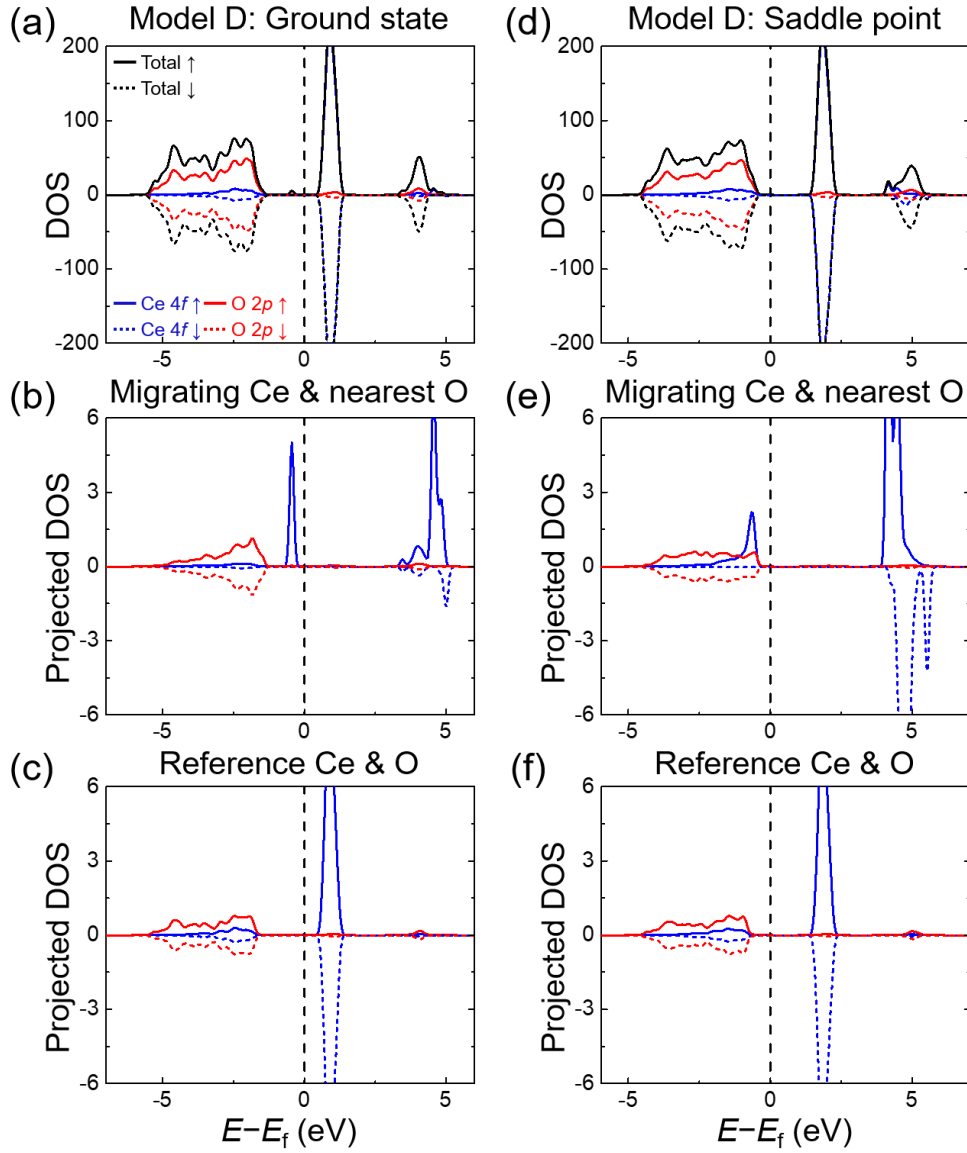 (a) Model D: Ground state
200
100
0
-100
-200
DOS
Total ↑
Total ↓
Ce 4f ↑ O 2p ↑
Ce 4f ↓ O 2p ↓
-5 0 5
(d) Model D: Saddle point
200
100
0
-100
-200
DOS
-5 0 5
(b) Migrating Ce & nearest O
6
3
0
-3
-6
Projected DOS
-5 0 5
(e) Migrating Ce & nearest O
6
3
0
-3
-6
Projected DOS
-5 0 5
(c) Reference Ce & O
6
3
0
-3
-6
Projected DOS
-5 0 5
E−Ef (eV)
(f) Reference Ce & O
6
3
0
-3
-6
Projected DOS
-5 0 5
E−Ef (eV)